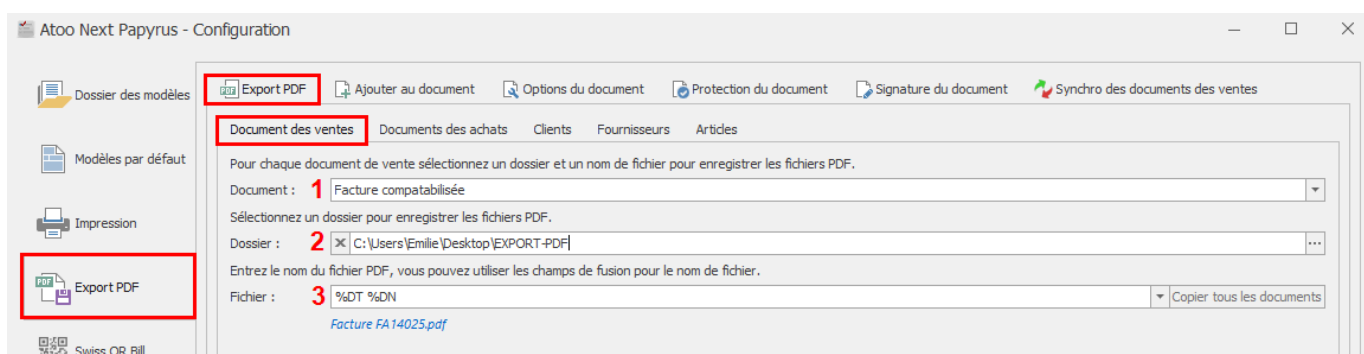 Atoo Next Papyrus - Configuration
Dossier des modèles
Modèles par défaut
Impression
Export PDF
Swiss QR Bill
Export PDF Ajouter au document Options du document Protection du document Signature du document Synchro des documents des ventes
Document des ventes Documents des achats Clients Fournisseurs Articles
Pour chaque document de vente sélectionnez un dossier et un nom de fichier pour enregistrer les fichiers PDF.
Document : 1 Facture compatabilisée
Sélectionnez un dossier pour enregistrer les fichiers PDF.
Dossier : 2 C:\Users\Emilie\Desktop\EXPORT-PDF ...
Entrez le nom du fichier PDF, vous pouvez utiliser les champs de fusion pour le nom de fichier.
Fichier : 3 %DT %DN Copier tous les documents
Facture FA14025.pdf